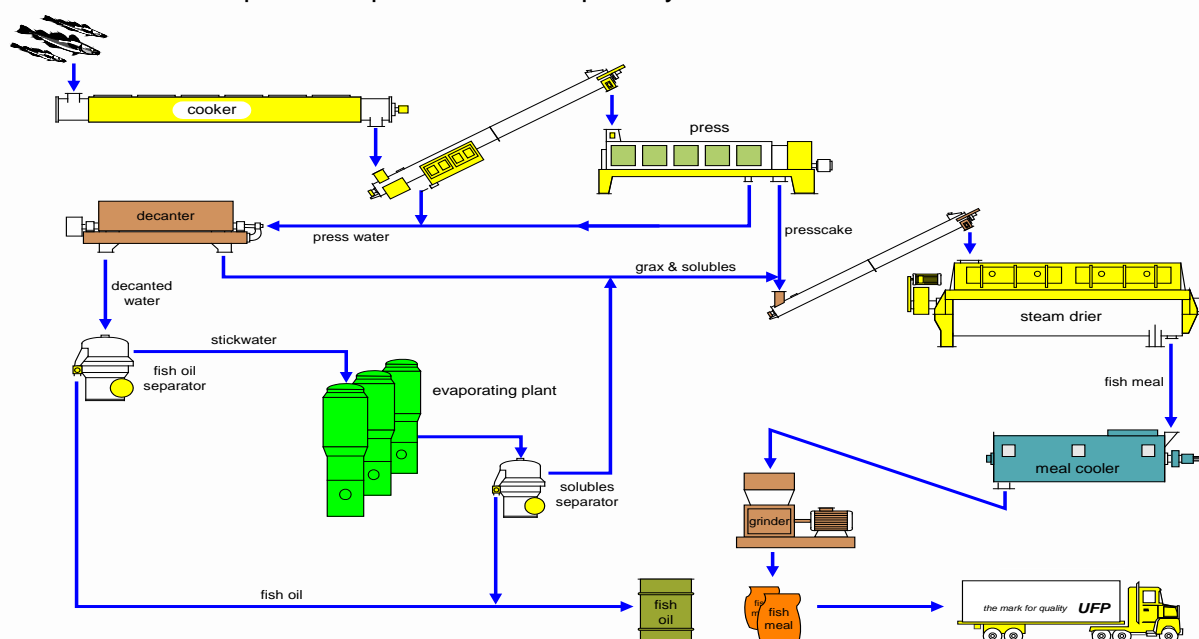 cooker
press
decanter
press water
presscake
grax & solubles
decanted
water
steam drier
stickwater
fish oil
separator
evaporating plant
fish meal
meal cooler
solubles
separator
grinder
fish oil
fish
oil
fish
meal
the mark for quality UFP